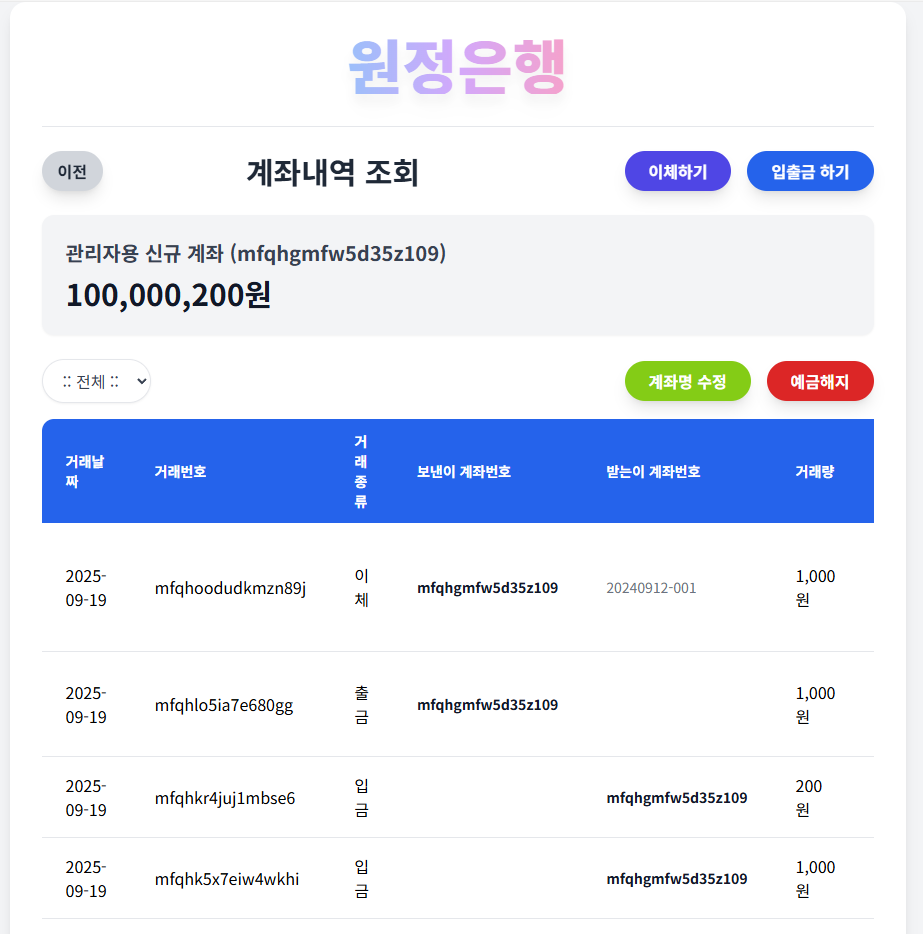 원정은행
이전 계좌내역 조회 이체하기 입출금 하기
관리자용 신규 계좌 (mfqhgmfw5d35z109)
100,000,200원
:: 전체 :: 계좌명 수정 예금해지
거래날짜 거래번호 거래종류 보낸이 계좌번호 받는이 계좌번호 거래량
2025-09-19 mfqhoodudkmzn89j 이체 mfqhgmfw5d35z109 20240912-001 1,000원
2025-09-19 mfqhlo5ia7e680gg 출금 mfqhgmfw5d35z109 1,000원
2025-09-19 mfqhkr4juj1mbse6 입금 mfqhgmfw5d35z109 200원
2025-09-19 mfqhk5x7eiw4wkhi 입금 mfqhgmfw5d35z109 1,000원